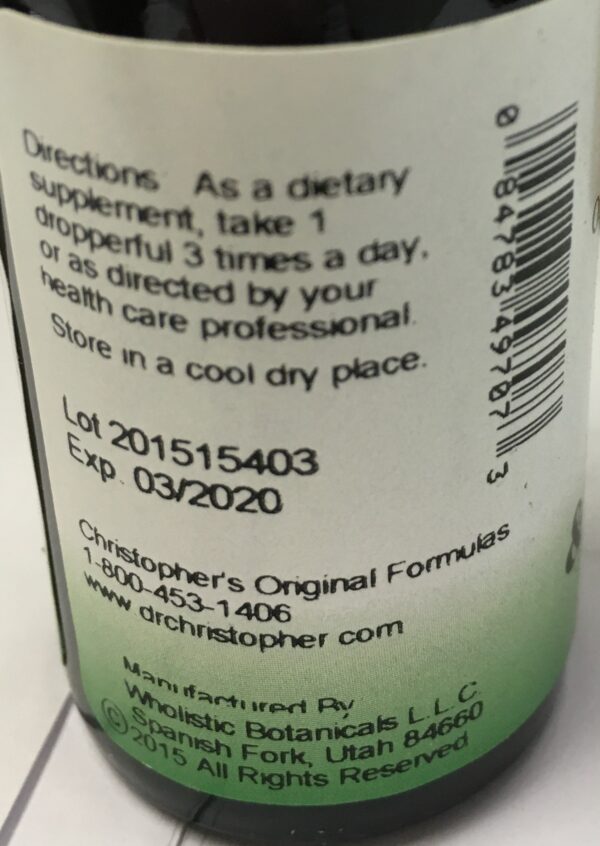 Directions As a dietary
supplement, take 1
dropperful 3 times a day,
or as directed by your
health care professional.
Store in a cool dry place.
Lot 201515403
Exp. 03/2020
Christopher's Original Formulas
1-800-453-1406
www drchristopher com
Manufactured By
Wholistic Botanicals L.L.C
Spanish Fork, Utah 84660
©2015 All Rights Reserved
0 84783 49707 3